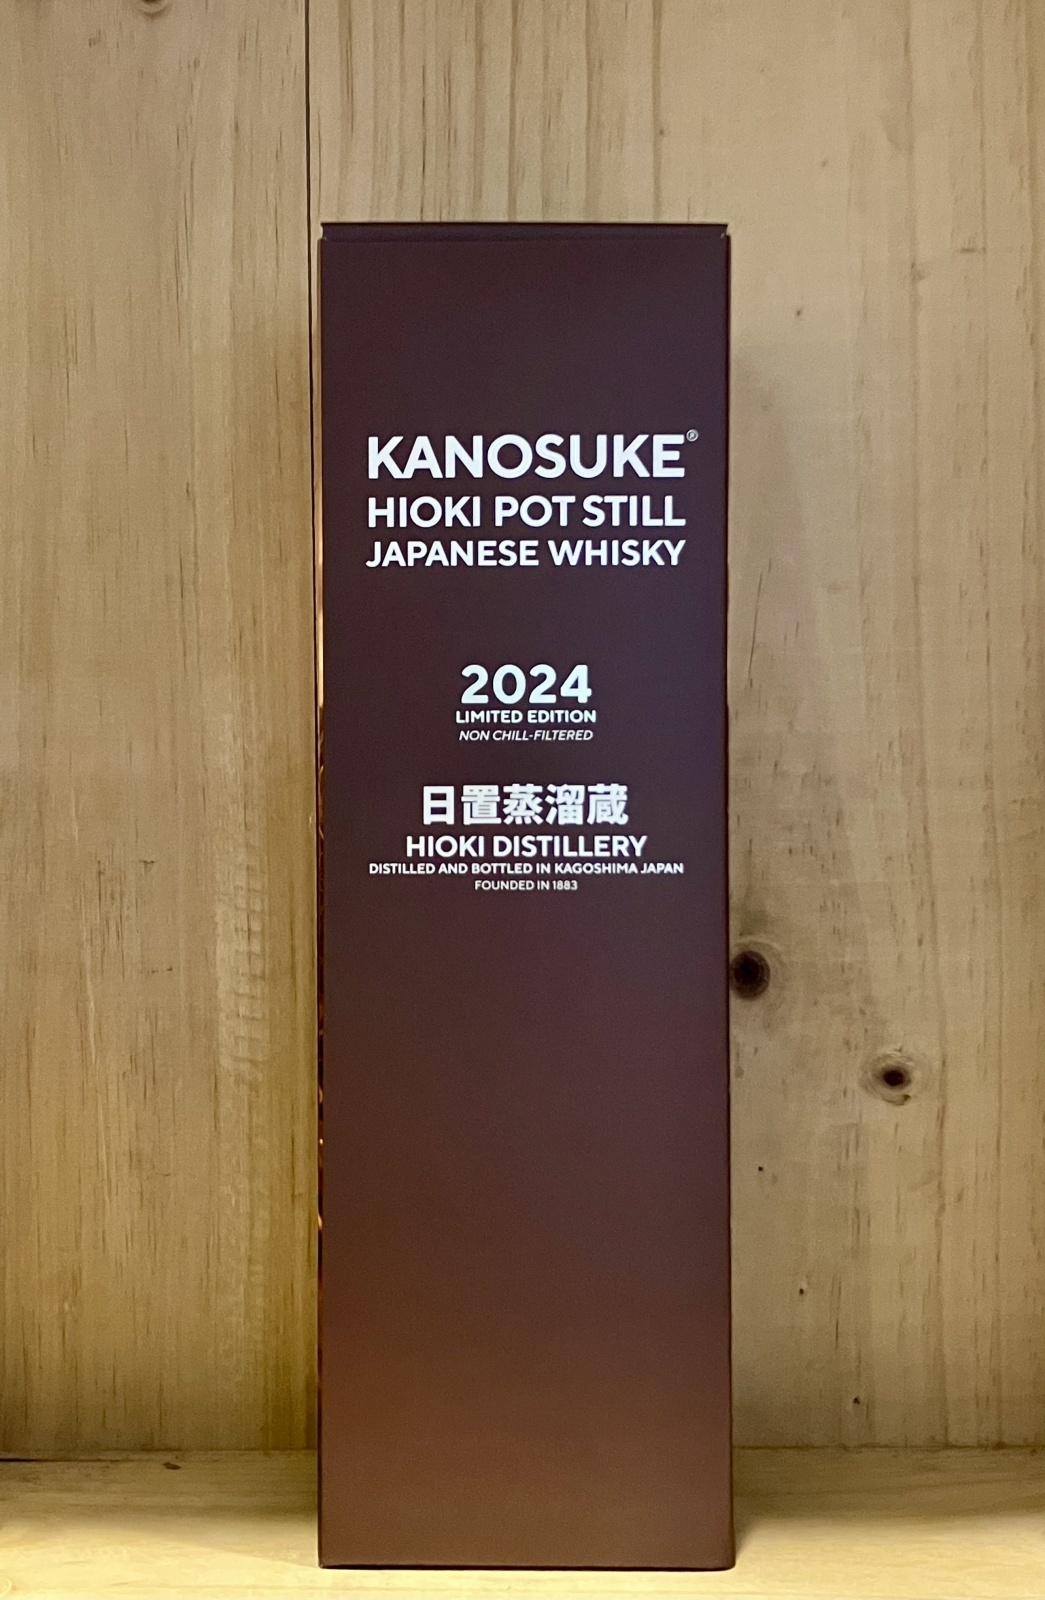 KANOSUKE®
HIOKI POT STILL
JAPANESE WHISKY
2024
LIMITED EDITION
NON CHILL-FILTERED
日置蒸溜蔵
HIOKI DISTILLERY
DISTILLED AND BOTTLED IN KAGOSHIMA JAPAN
FOUNDED IN 1883